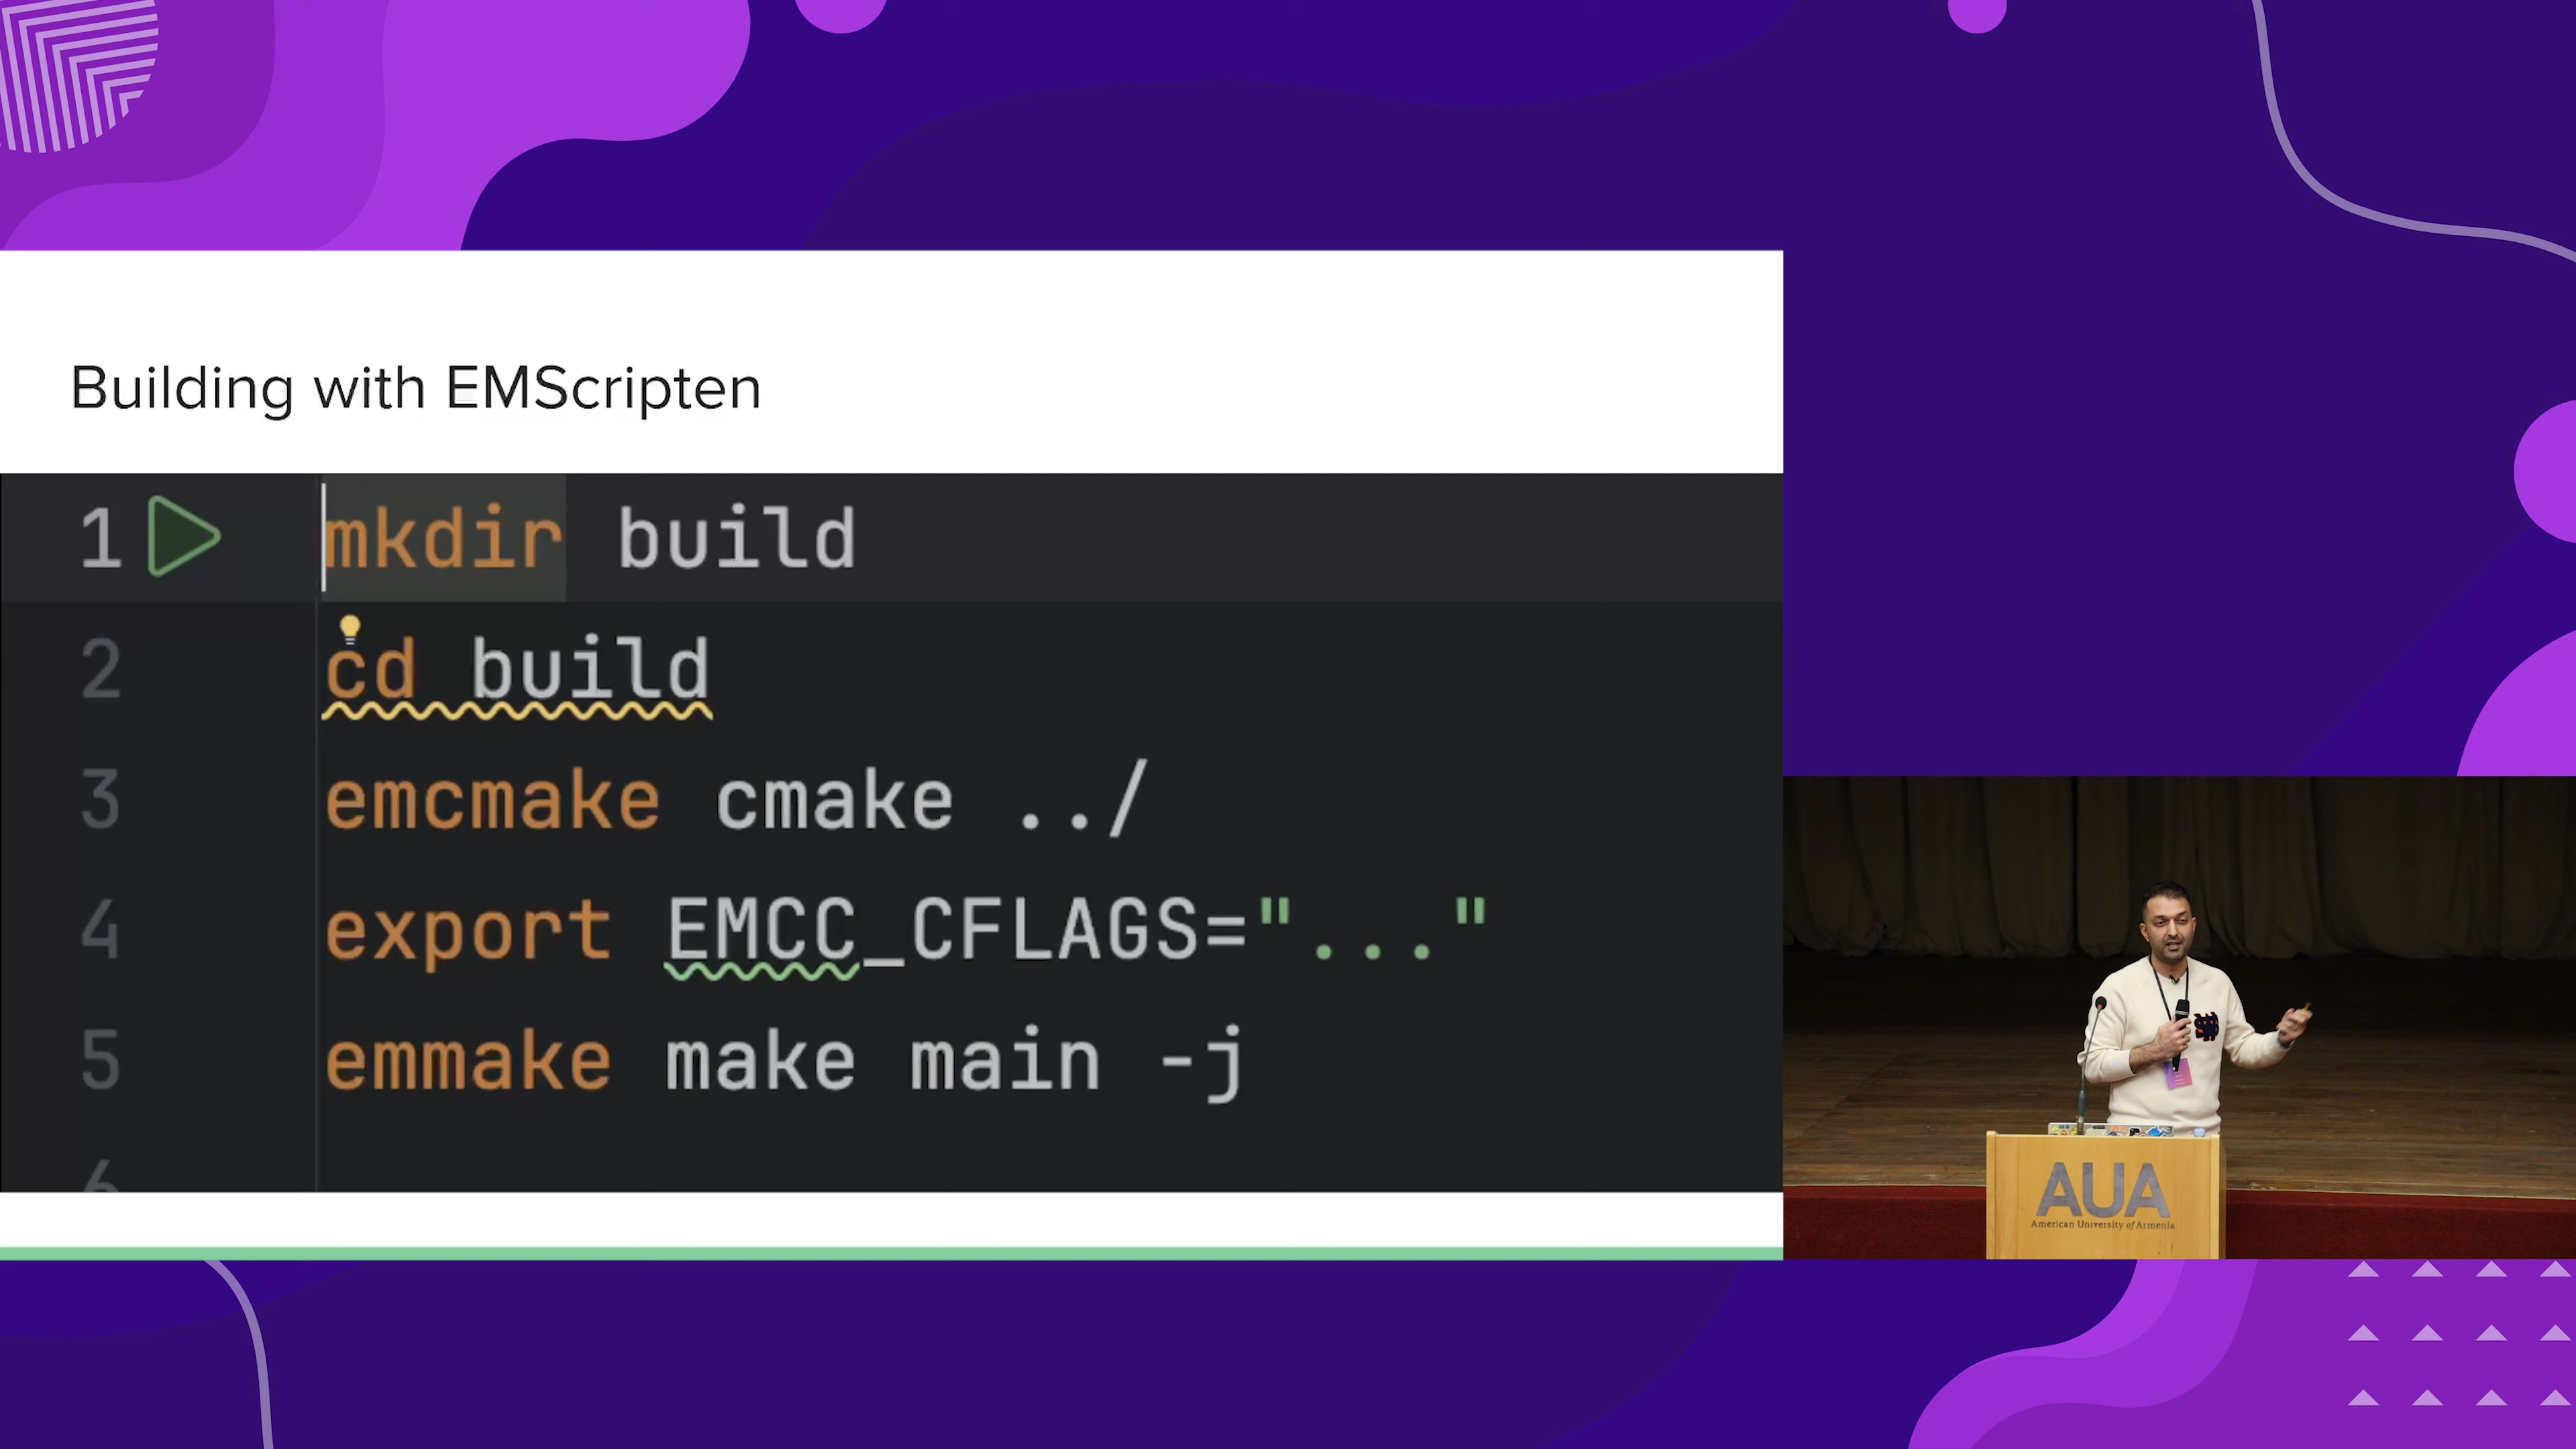 Building with EMScripten
1 mkdir build
2 cd build
3 emcmake cmake ../
4 export EMCC_CFLAGS="..."
5 emmake make main -j
6
AUA
American University of Armenia